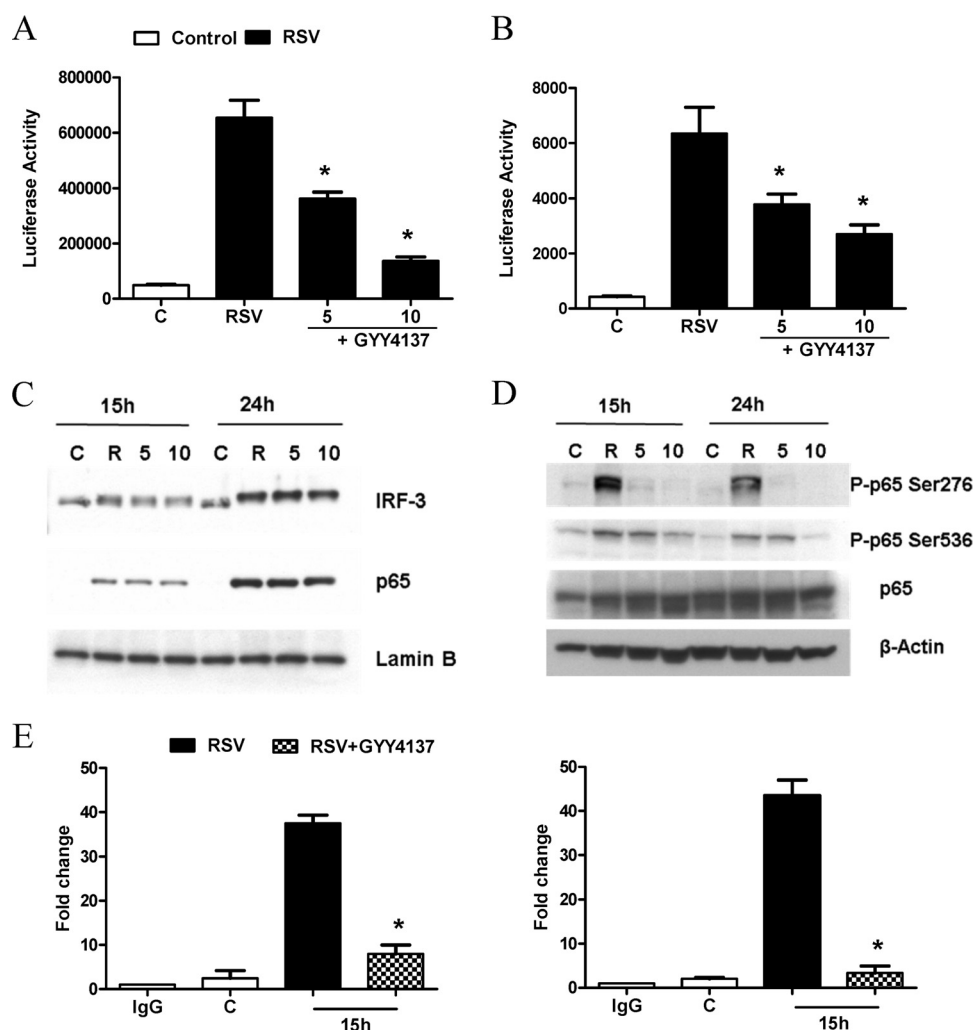 A
Control RSV
Luciferase Activity
800000
600000
400000
200000
0
*
*
C RSV 5 10
+ GYY4137
B
Luciferase Activity
8000
6000
4000
2000
0
*
*
C RSV 5 10
+ GYY4137
C
15h 24h
C R 5 10 C R 5 10
IRF-3
p65
Lamin B
D
15h 24h
C R 5 10 C R 5 10
P-p65 Ser276
P-p65 Ser536
p65
β-Actin
E
RSV RSV+GYY4137
Fold change
50
40
30
20
10
0
*
IgG C
15h
Fold change
50
40
30
20
10
0
*
IgG C
15h